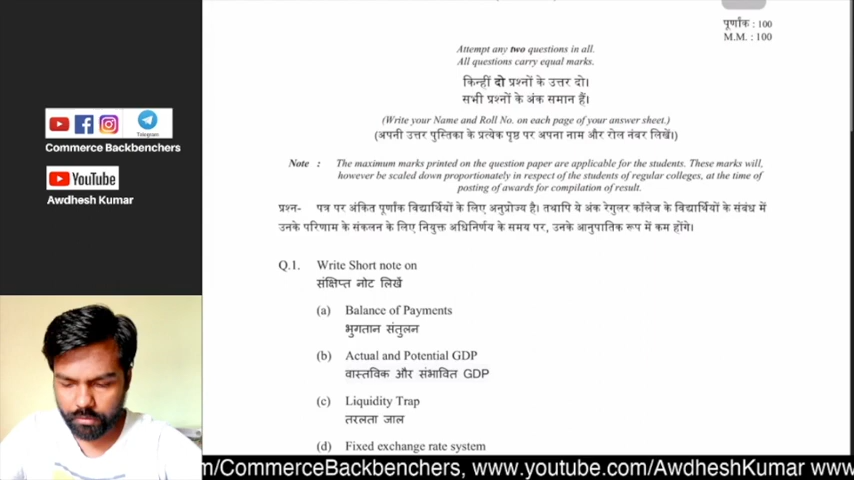 पूर्णांक : 100
M.M. : 100
Attempt any two questions in all.
All questions carry equal marks.
किन्हीं दो प्रश्नों के उत्तर दो।
सभी प्रश्नों के अंक समान हैं।
(Write your Name and Roll No. on each page of your answer sheet.)
(अपनी उत्तर पुस्तिका के प्रत्येक पृष्ठ पर अपना नाम और रोल नंबर लिखें।)
Note : The maximum marks printed on the question paper are applicable for the students. These marks will,
however be scaled down proportionately in respect of the students of regular colleges, at the time of
posting of awards for compilation of result.
प्रश्न- पत्र पर अंकित पूर्णांक विद्यार्थियों के लिए अनुप्रोज्य है। तथापि ये अंक रेगुलर कॉलेज के विद्यार्थियों के संबंध में
उनके परिणाम के संकलन के लिए नियुक्त अधिनिर्णय के समय पर, उनके आनुपातिक रूप में कम होंगे।
Q.1. Write Short note on
संक्षिप्त नोट लिखें
(a) Balance of Payments
भुगतान संतुलन
(b) Actual and Potential GDP
वास्तविक और संभावित GDP
(c) Liquidity Trap
तरलता जाल
(d) Fixed exchange rate system
Telegram
Commerce Backbenchers
YouTube
Awdhesh Kumar
m/CommerceBackbenchers, www.youtube.com/AwdheshKumar www